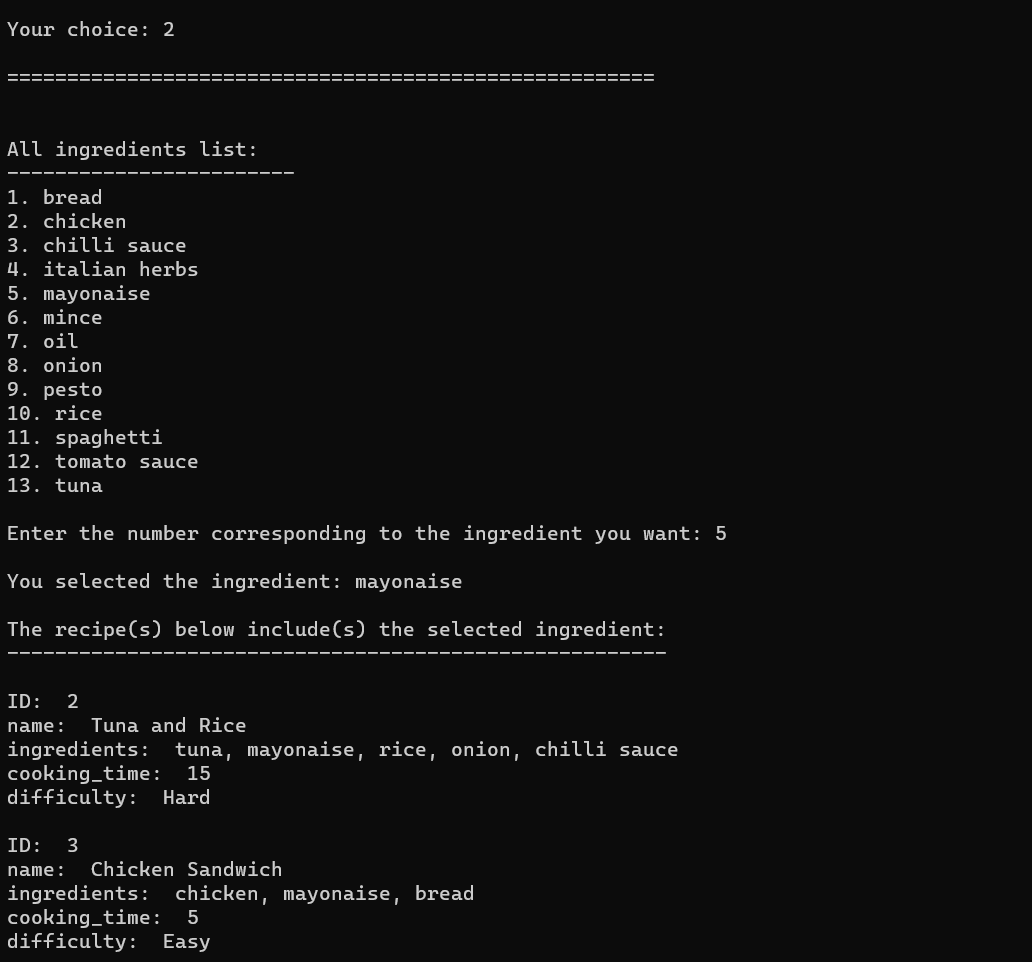 Your choice: 2
======================================================
All ingredients list:
------------------------
1. bread
2. chicken
3. chilli sauce
4. italian herbs
5. mayonaise
6. mince
7. oil
8. onion
9. pesto
10. rice
11. spaghetti
12. tomato sauce
13. tuna
Enter the number corresponding to the ingredient you want: 5
You selected the ingredient: mayonaise
The recipe(s) below include(s) the selected ingredient:
-------------------------------------------------------
ID:  2
name:  Tuna and Rice
ingredients:  tuna, mayonaise, rice, onion, chilli sauce
cooking_time:  15
difficulty:  Hard
ID:  3
name:  Chicken Sandwich
ingredients:  chicken, mayonaise, bread
cooking_time:  5
difficulty:  Easy